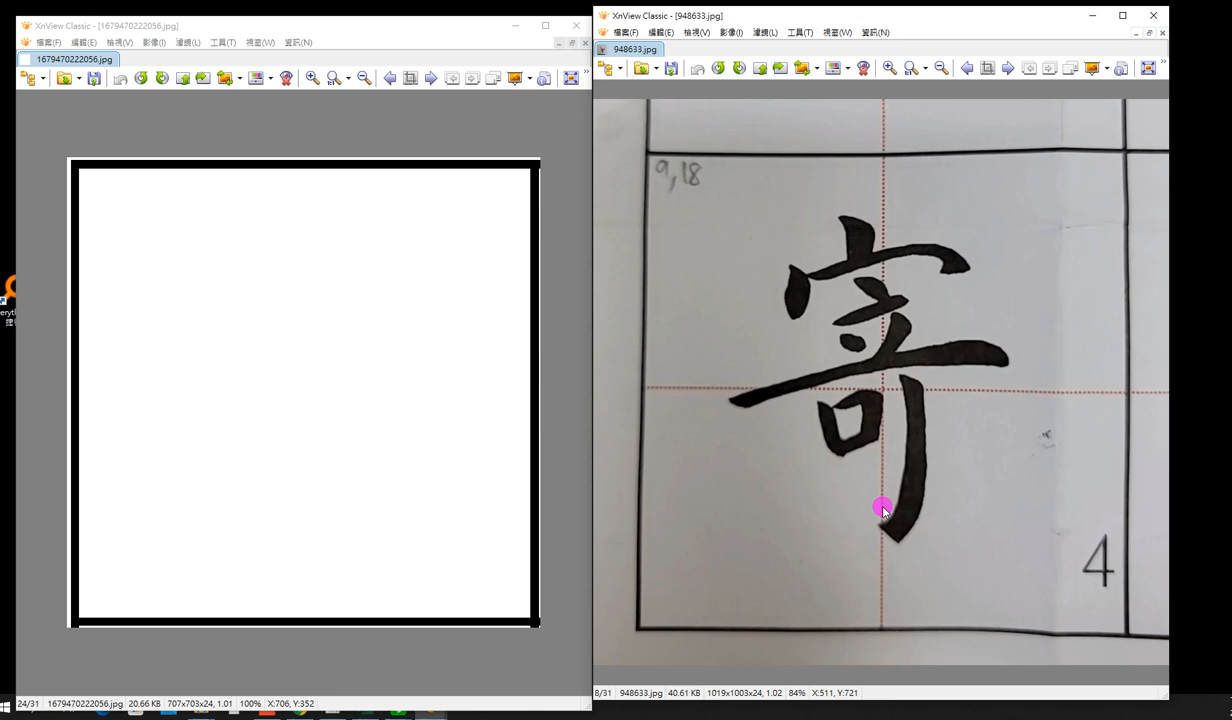 XnView Classic - [1679470222056.jpg]
檔案(F) 編輯(E) 檢視(V) 影像(I) 濾鏡(L) 工具(T) 視窗(W) 資訊(N)
1679470222056.jpg
24/31 1679470222056.jpg 20.66 KB 707x703x24, 1.01 100% X:706, Y:352
XnView Classic - [948633.jpg]
檔案(F) 編輯(E) 檢視(V) 影像(I) 濾鏡(L) 工具(T) 視窗(W) 資訊(N)
948633.jpg
9,18
寄
4
8/31 948633.jpg 40.61 KB 1019x1003x24, 1.02 84% X:511, Y:721